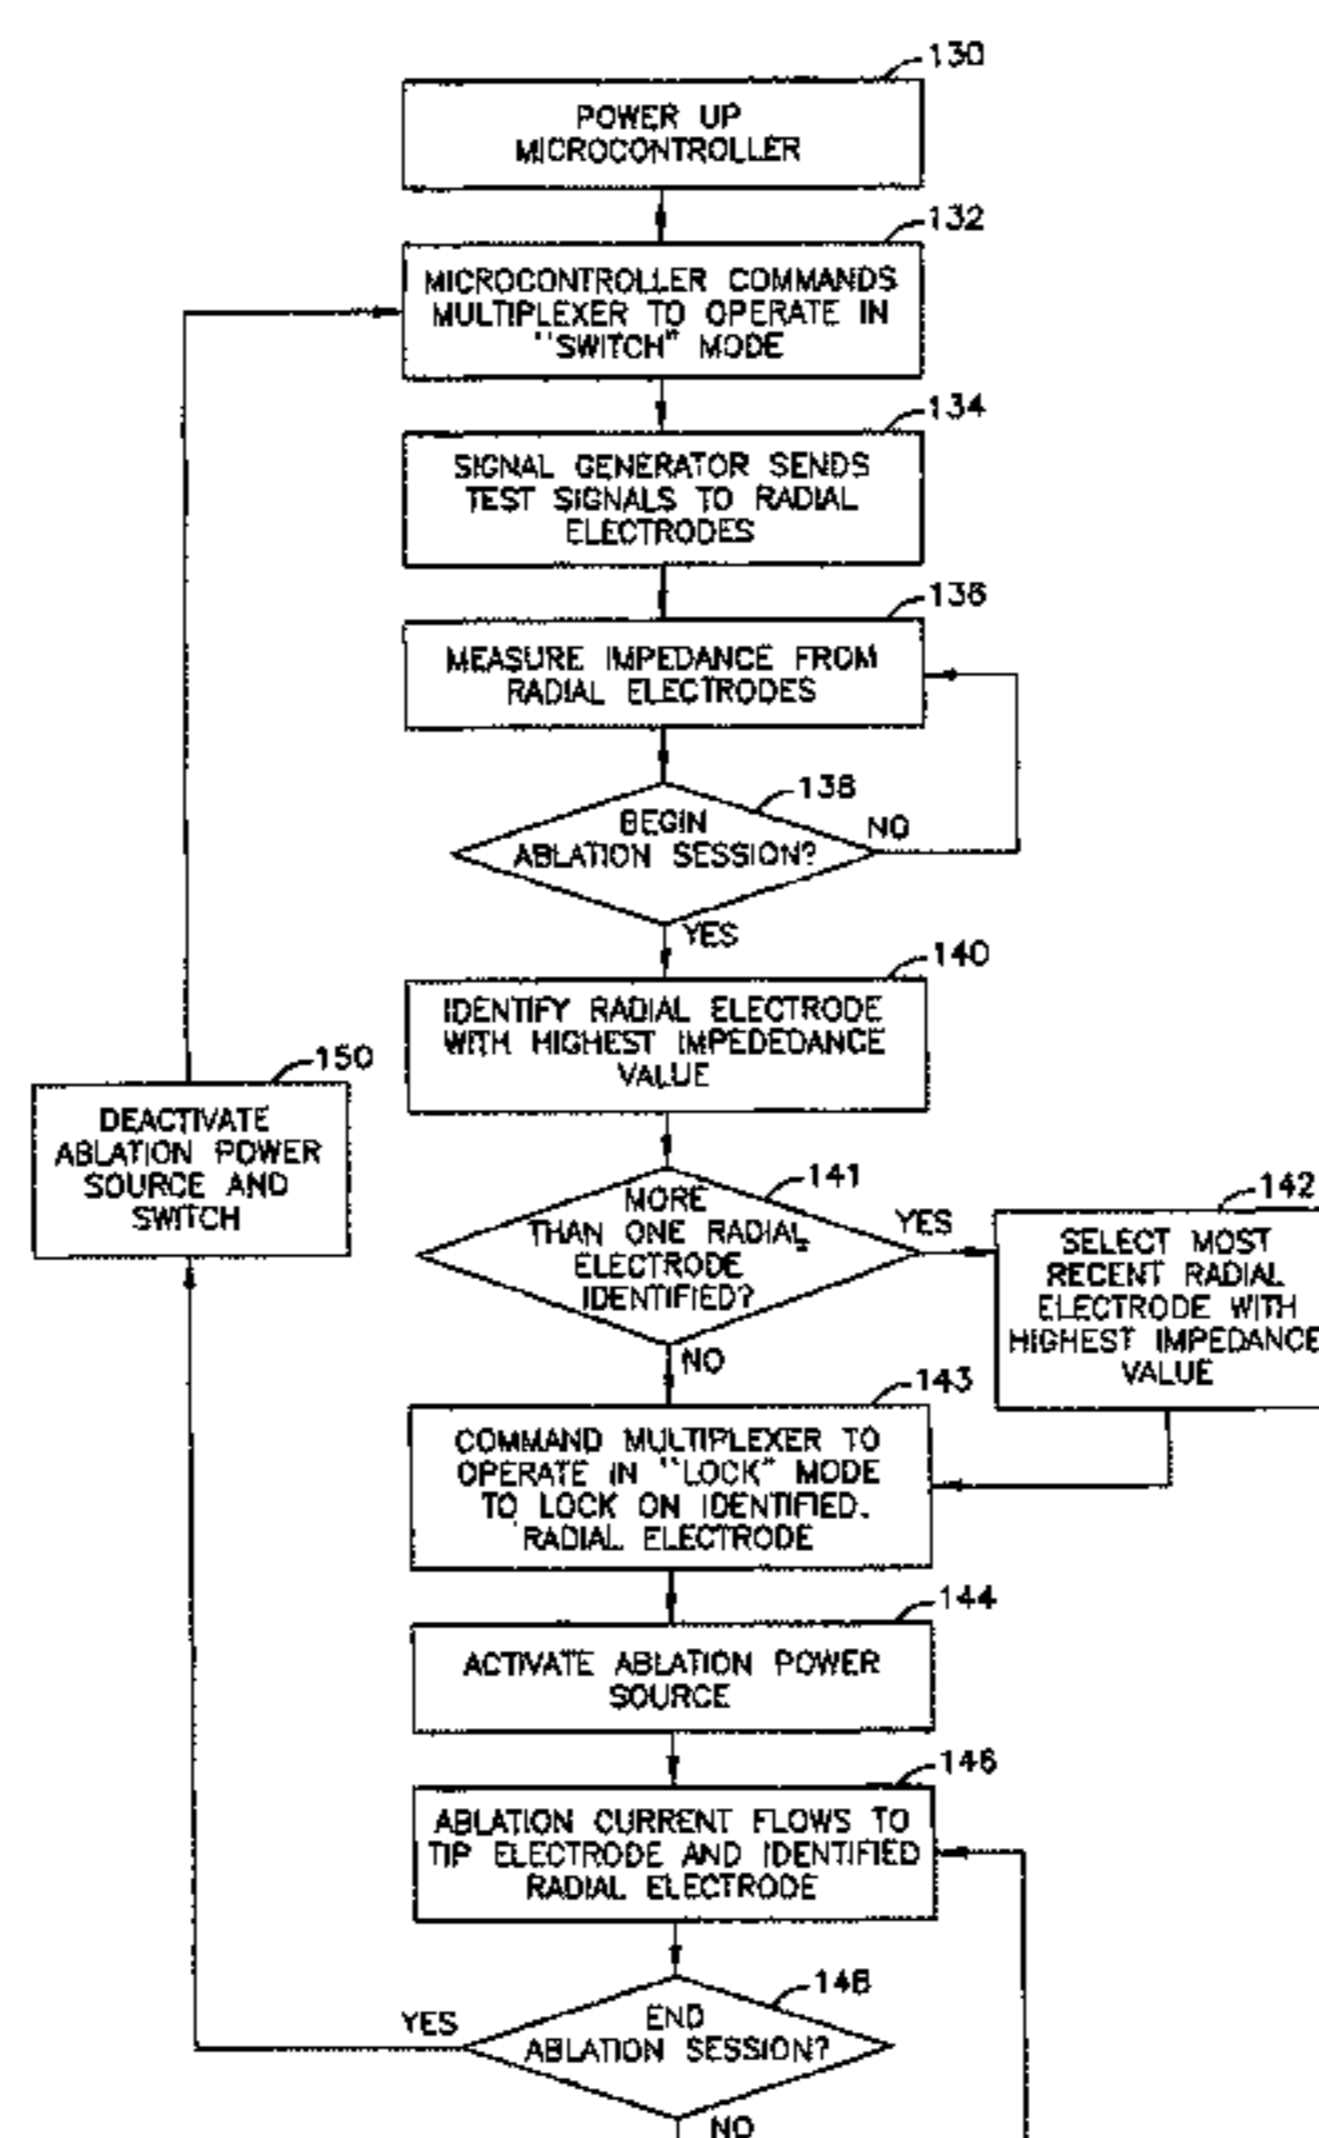 130
POWER UP
MICROCONTROLLER
132
MICROCONTROLLER COMMANDS
MULTIPLEXER TO OPERATE IN
"SWITCH" MODE
134
SIGNAL GENERATOR SENDS
TEST SIGNALS TO RADIAL
ELECTRODES
136
MEASURE IMPEDANCE FROM
RADIAL ELECTRODES
138
BEGIN
ABLATION SESSION?
NO
YES
140
IDENTIFY RADIAL ELECTRODE
WITH HIGHEST IMPEDEDANCE
VALUE
150
DEACTIVATE
ABLATION POWER
SOURCE AND
SWITCH
141
MORE
THAN ONE RADIAL
ELECTRODE
IDENTIFIED?
YES
NO
142
SELECT MOST
RECENT RADIAL
ELECTRODE WITH
HIGHEST IMPEDANCE
VALUE
143
COMMAND MULTIPLEXER TO
OPERATE IN "LOCK" MODE
TO LOCK ON IDENTIFIED.
RADIAL ELECTRODE
144
ACTIVATE ABLATION POWER
SOURCE
146
ABLATION CURRENT FLOWS TO
TIP ELECTRODE AND IDENTIFIED
RADIAL ELECTRODE
148
END
ABLATION SESSION?
YES
NO